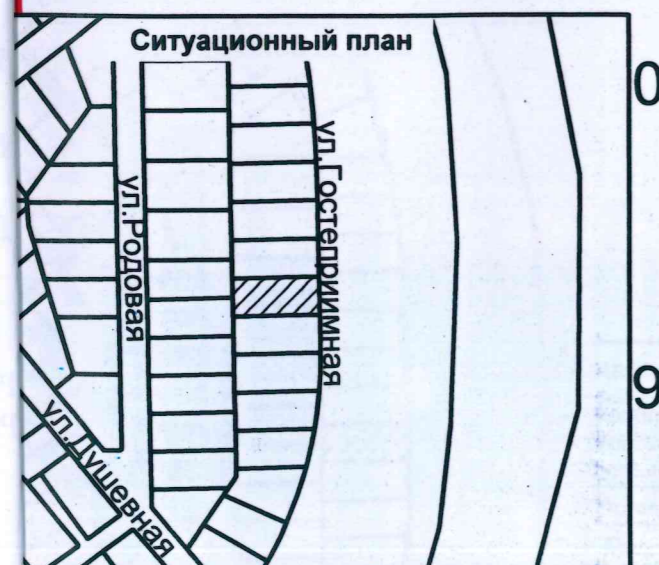 Ситуационный план
0
ул.Гостеприимная
ул.Родовая
9
ул.Душевная